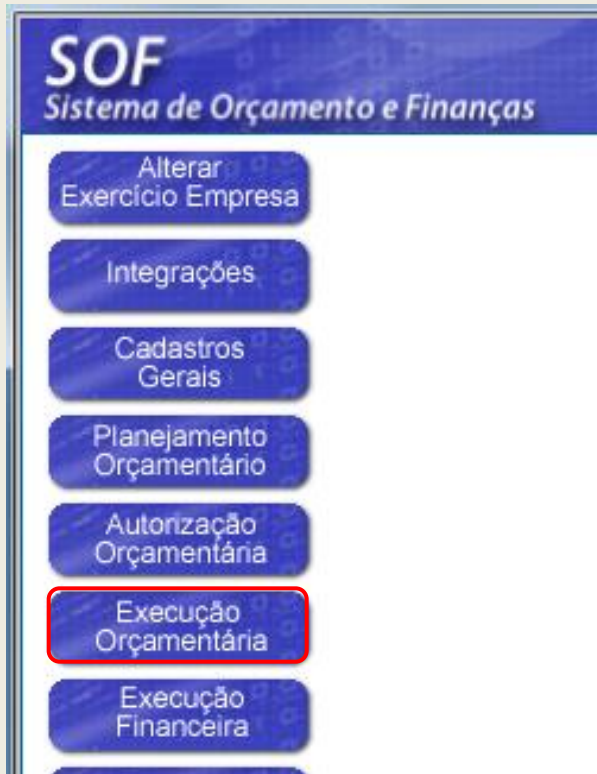 SOF
Sistema de Orçamento e Finanças
Alterar
Exercício Empresa
Integrações
Cadastros
Gerais
Planejamento
Orçamentário
Autorização
Orçamentária
Execução
Orçamentária
Execução
Financeira